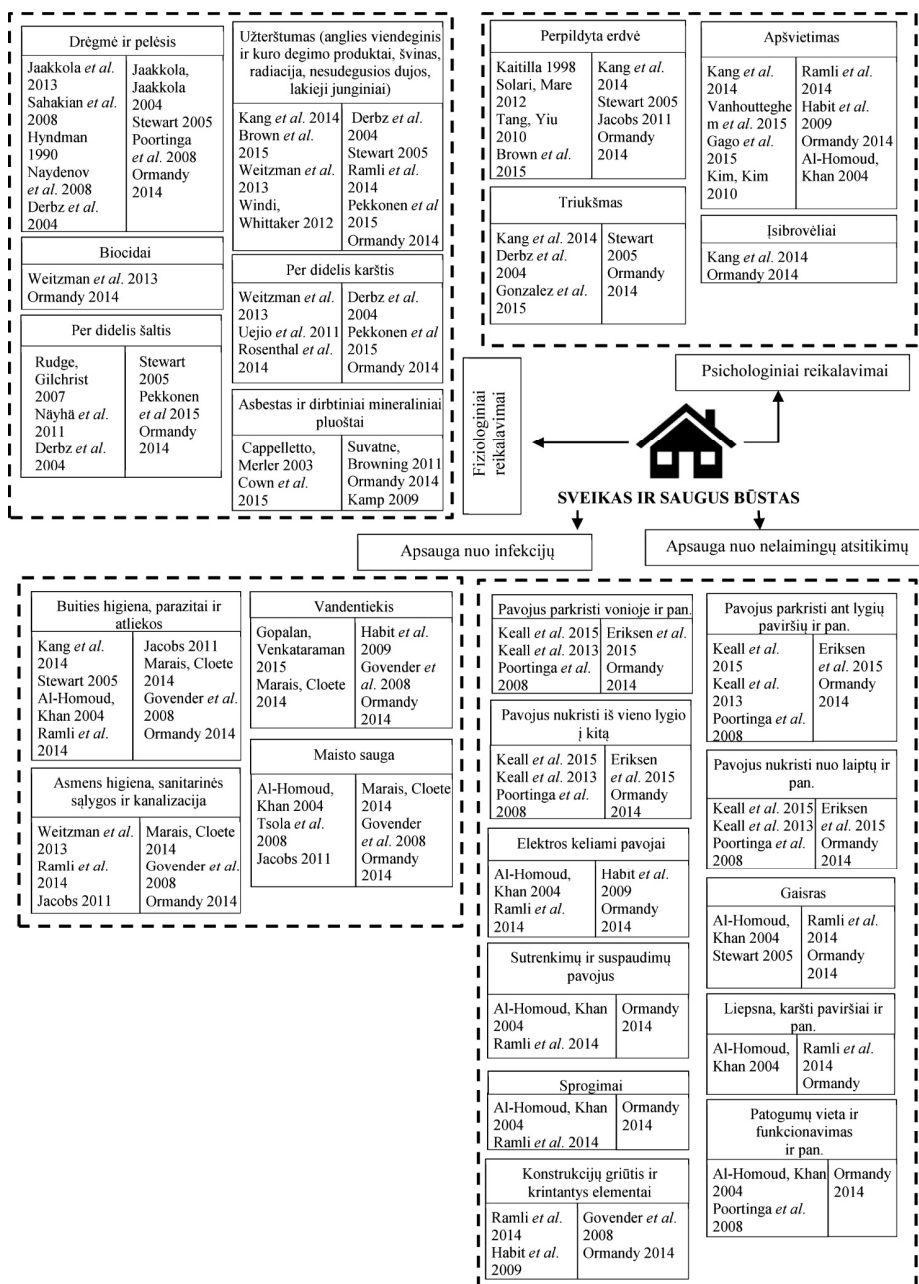 Drėgmė ir pelėsis
Jaakkola et al.
2013
Sahakian et al.
2008
Hyndman
1990
Naydenov
et al. 2008
Derbz et al.
2004
Jaakkola,
Jaakkola
2004
Stewart 2005
Poortinga
et al. 2008
Ormandy
2014
Biocidai
Weitzman et al. 2013
Ormandy 2014
Per didelis šaltis
Rudge,
Gilchrist
2007
Näyhä et al.
2011
Derbz et al.
2004
Stewart
2005
Pekkonen
et al 2015
Ormandy
2014
Užterštumas (anglies viendeginis
ir kuro degimo produktai, švinas,
radiacija, nesudegusios dujos,
lakieji junginiai)
Kang et al. 2014
Brown et al.
2015
Weitzman et al.
2013
Windi,
Whittaker 2012
Derbz et al.
2004
Stewart 2005
Ramli et al.
2014
Pekkonen et al
2015
Ormandy 2014
Per didelis karštis
Weitzman et al.
2013
Uejio et al. 2011
Rosenthal et al.
2014
Derbz et al.
2004
Pekkonen et al
2015
Ormandy 2014
Asbestas ir dirbtiniai mineraliniai
pluoštai
Cappelletto,
Merler 2003
Cown et al.
2015
Suvatne,
Browning 2011
Ormandy 2014
Kamp 2009
Perpildyta erdvė
Kaitilla 1998
Solari, Mare
2012
Tang, Yiu
2010
Brown et al.
2015
Kang et al.
2014
Stewart 2005
Jacobs 2011
Ormandy
2014
Triukšmas
Kang et al. 2014
Derbz et al.
2004
Gonzalez et al.
2015
Stewart
2005
Ormandy
2014
Apšvietimas
Kang et al.
2014
Vanhouttteghe
m et al. 2015
Gago et al.
2015
Kim, Kim
2010
Ramli et al.
2014
Habit et al.
2009
Ormandy 2014
Al-Homoud,
Khan 2004
Įsibrovėliai
Kang et al. 2014
Ormandy 2014
Fiziologiniai
reikalavimai
Psichologiniai reikalavimai
SVEIKAS IR SAUGUS BŪSTAS
Apsauga nuo infekcijų
Apsauga nuo nelaimingų atsitikimų
Buities higiena, parazitai ir
atliekos
Kang et al.
2014
Stewart 2005
Al-Homoud,
Khan 2004
Ramli et al.
2014
Jacobs 2011
Marais, Cloete
2014
Govender et al.
2008
Ormandy 2014
Asmens higiena, sanitarinės
sąlygos ir kanalizacija
Weitzman et al.
2013
Ramli et al.
2014
Jacobs 2011
Marais, Cloete
2014
Govender et al.
2008
Ormandy 2014
Vandentiekis
Gopalan,
Venkataraman
2015
Marais, Cloete
2014
Habit et al.
2009
Govender et
al. 2008
Ormandy
2014
Maisto sauga
Al-Homoud,
Khan 2004
Tsola et al.
2008
Jacobs 2011
Marais, Cloete
2014
Govender
et al. 2008
Ormandy
2014
Pavojus parkristi vonioje ir pan.
Keall et al. 2015
Keall et al. 2013
Poortinga et al.
2008
Eriksen et al.
2015
Ormandy
2014
Pavojus nukristi iš vieno lygio
į kitą
Keall et al. 2015
Keall et al. 2013
Poortinga et al.
2008
Eriksen
et al. 2015
Ormandy
2014
Elektros keliami pavojai
Al-Homoud,
Khan 2004
Ramli et al.
2014
Habit et al.
2009
Ormandy
2014
Sutrenkimų ir suspaudimų
pavojus
Al-Homoud, Khan
2004
Ramli et al. 2014
Ormandy
2014
Sprogimai
Al-Homoud, Khan
2004
Ramli et al. 2014
Ormandy
2014
Konstrukcijų griūtis ir
krintantys elementai
Ramli et al.
2014
Habit et al.
2009
Govender et al.
2008
Ormandy 2014
Pavojus parkristi ant lygių
paviršių ir pan.
Keall et al.
2015
Keall et al.
2013
Poortinga et al.
2008
Eriksen
et al. 2015
Ormandy
2014
Pavojus nukristi nuo laiptų ir
pan.
Keall et al. 2015
Keall et al. 2013
Poortinga et al.
2008
Eriksen
et al. 2015
Ormandy
2014
Gaisras
Al-Homoud,
Khan 2004
Stewart 2005
Ramli et al.
2014
Ormandy
2014
Liepsna, karšti paviršiai ir
pan.
Al-Homoud,
Khan 2004
Ramli et al.
2014
Ormandy
Patogumų vieta ir
funkcionavimas
ir pan.
Al-Homoud, Khan
2004
Poortinga et al.
2008
Ormandy
2014